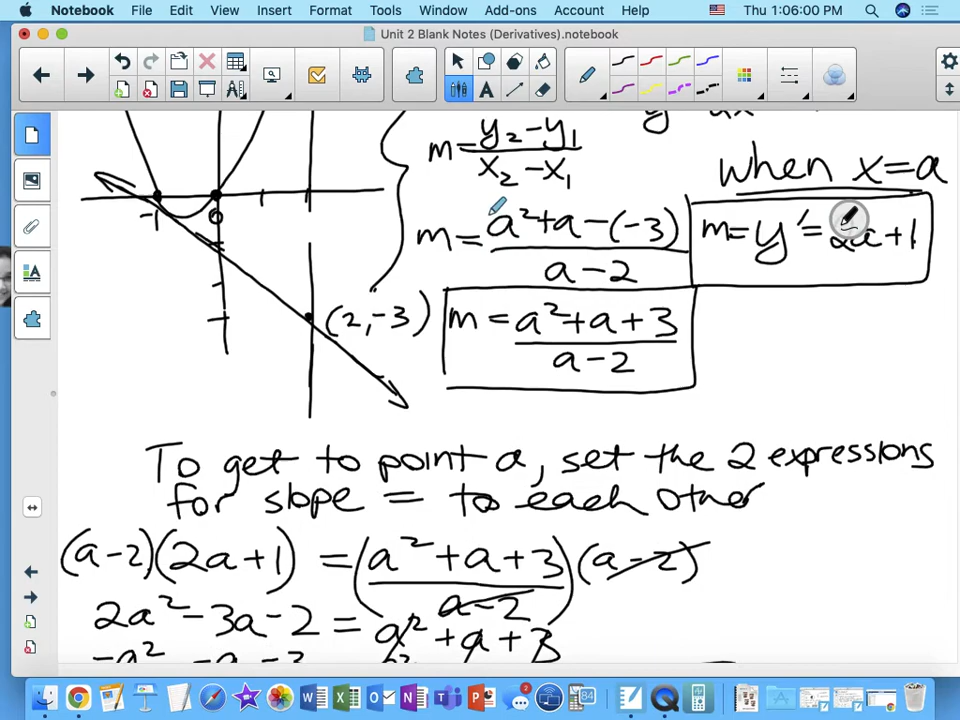 Notebook File Edit View Insert Format Tools Window Add-ons Account Help Thu 1:06:00 PM
Unit 2 Blank Notes (Derivatives).notebook
m = y₂ - y₁ / x₂ - x₁
when x = a
m = a² + a - (-3) / a - 2
m = y' = 2a + 1
-1
(2, -3)
m = a² + a + 3 / a - 2
To get to point a, set the 2 expressions
for slope = to each other
(a - 2)(2a + 1) = (a² + a + 3 / a - 2)(a - 2)
2a² - 3a - 2 = a² + a + 3
-a² - a - 3